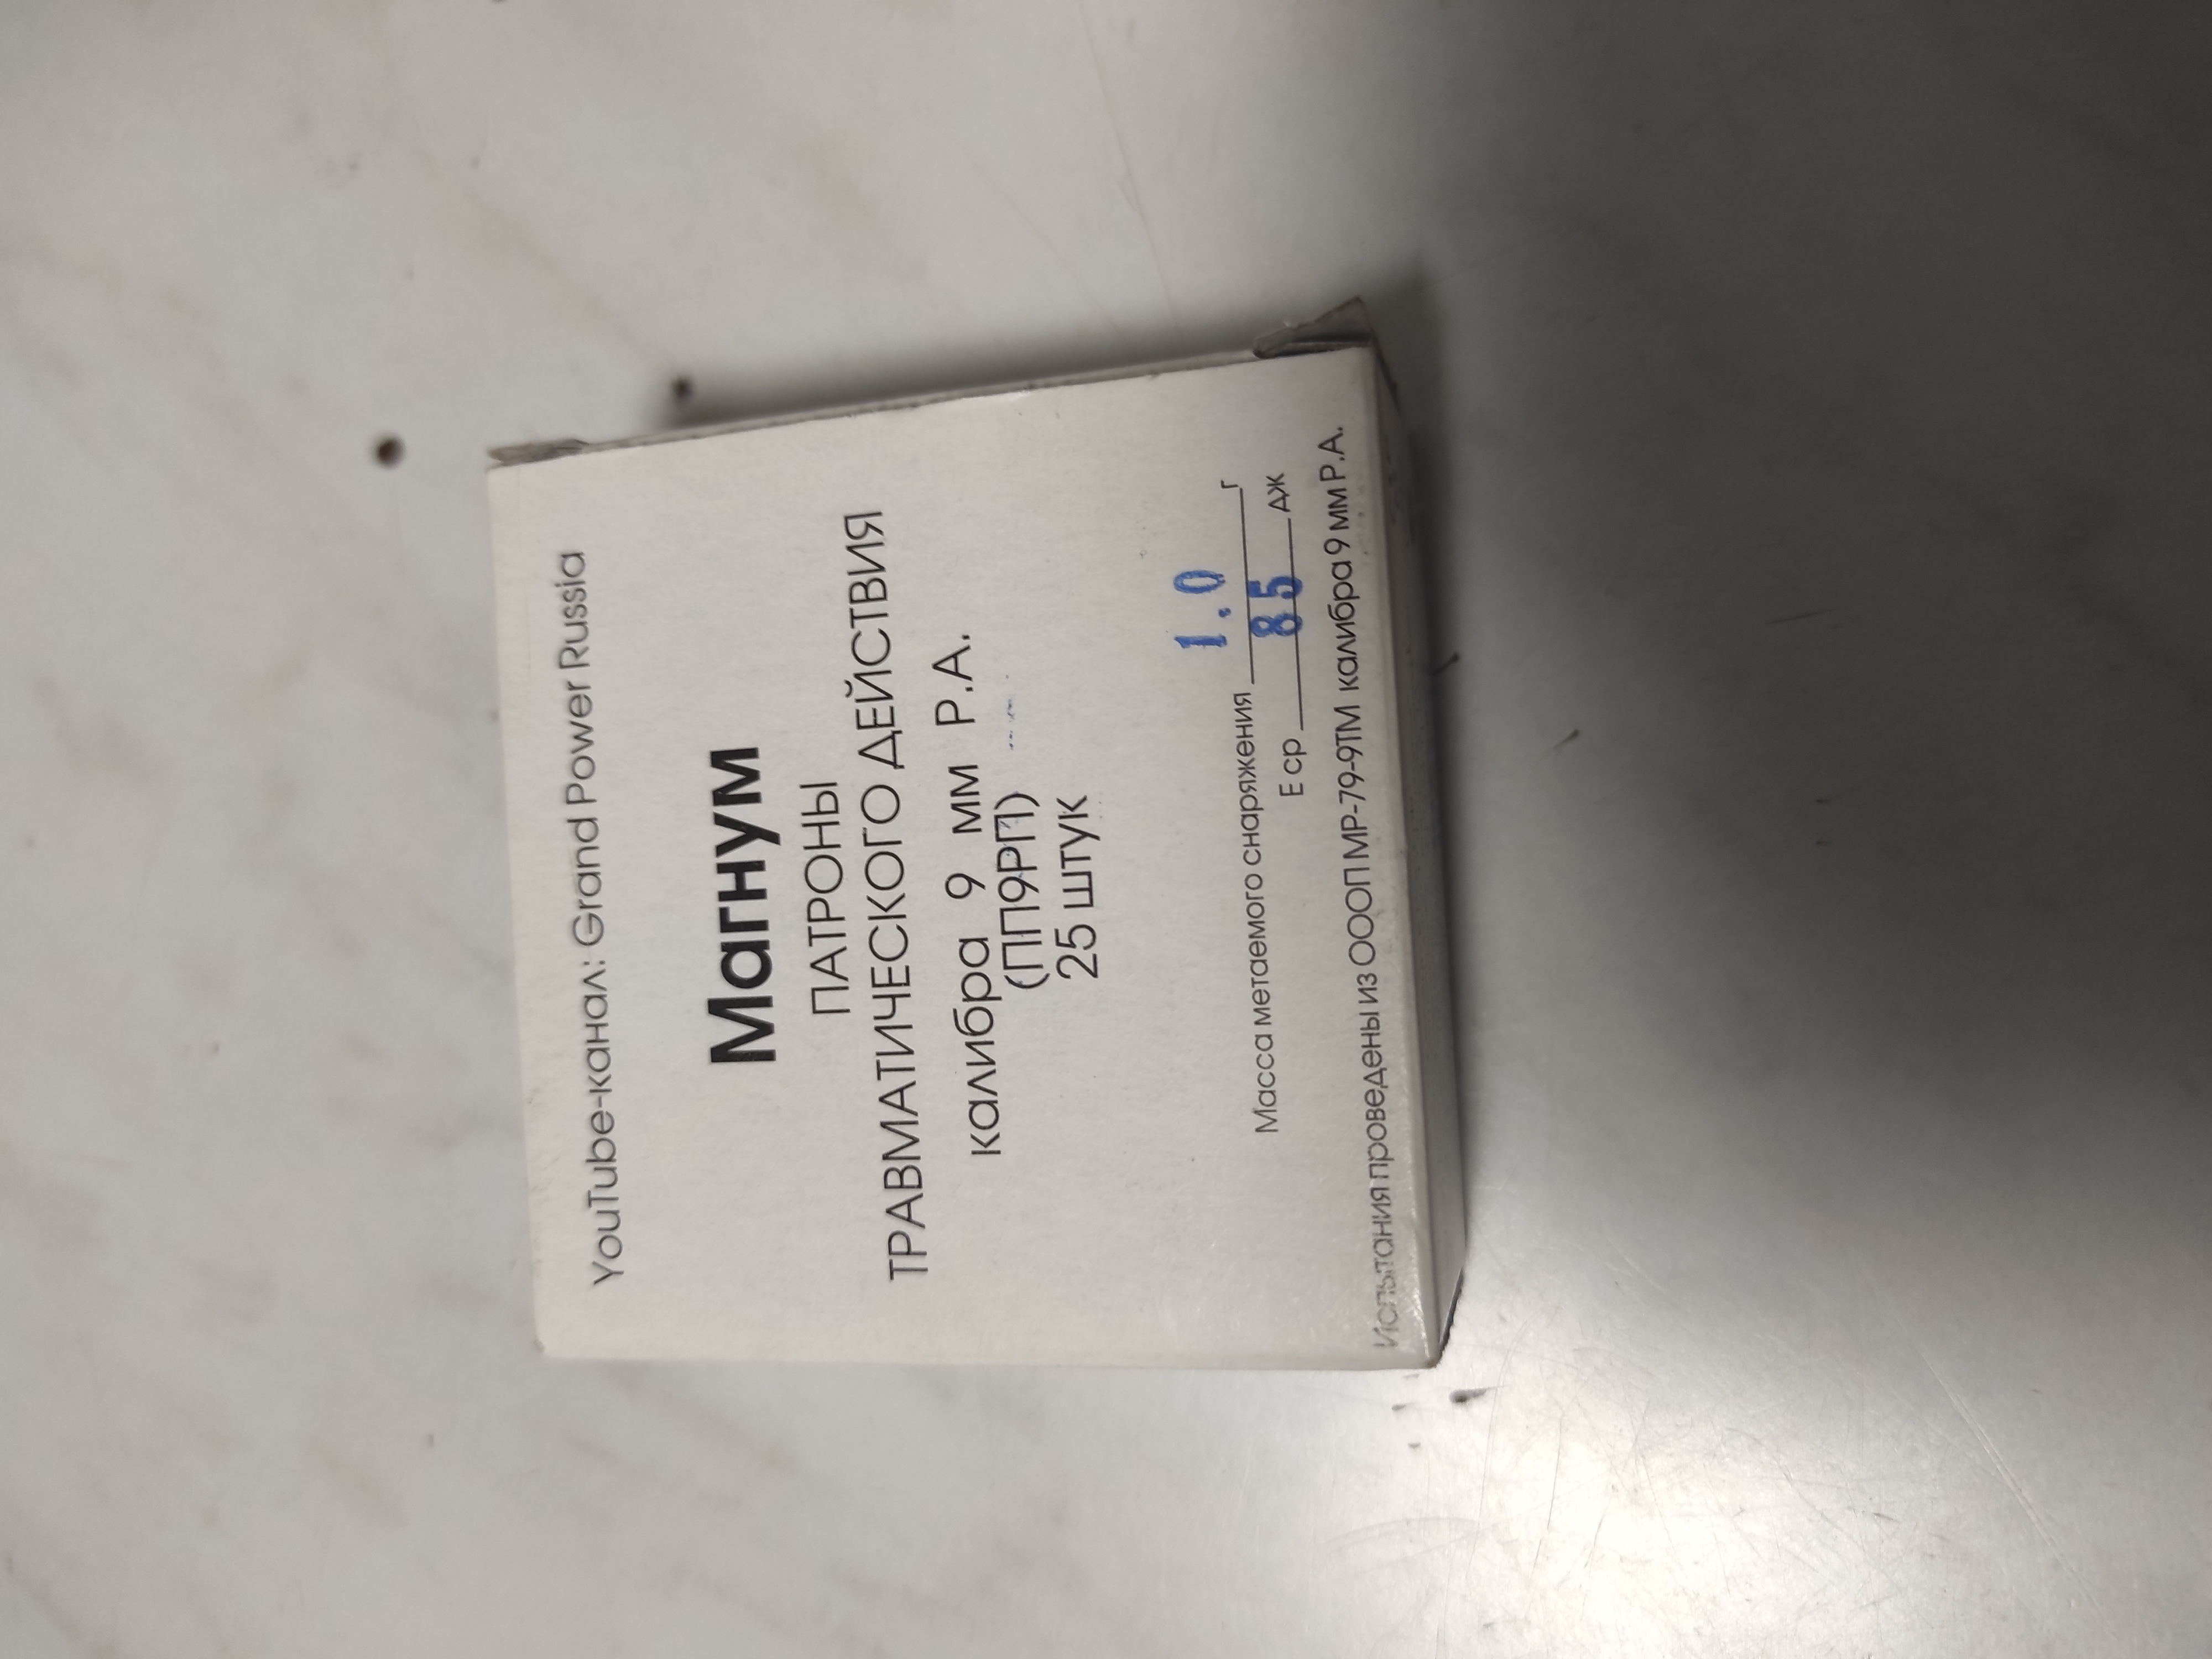 YouTube-канал: Grand Power Russia
Магнум
ПАТРОНЫ
ТРАВМАТИЧЕСКОГО ДЕЙСТВИЯ
калибра 9 мм Р.А.
(ПП9РП)
25 ШТУК
Масса метаемого снаряжения 1.0 г
Е ср 85 дж
Испытания проведены из ОООП МР-79-9ТМ калибра 9 мм Р.А.